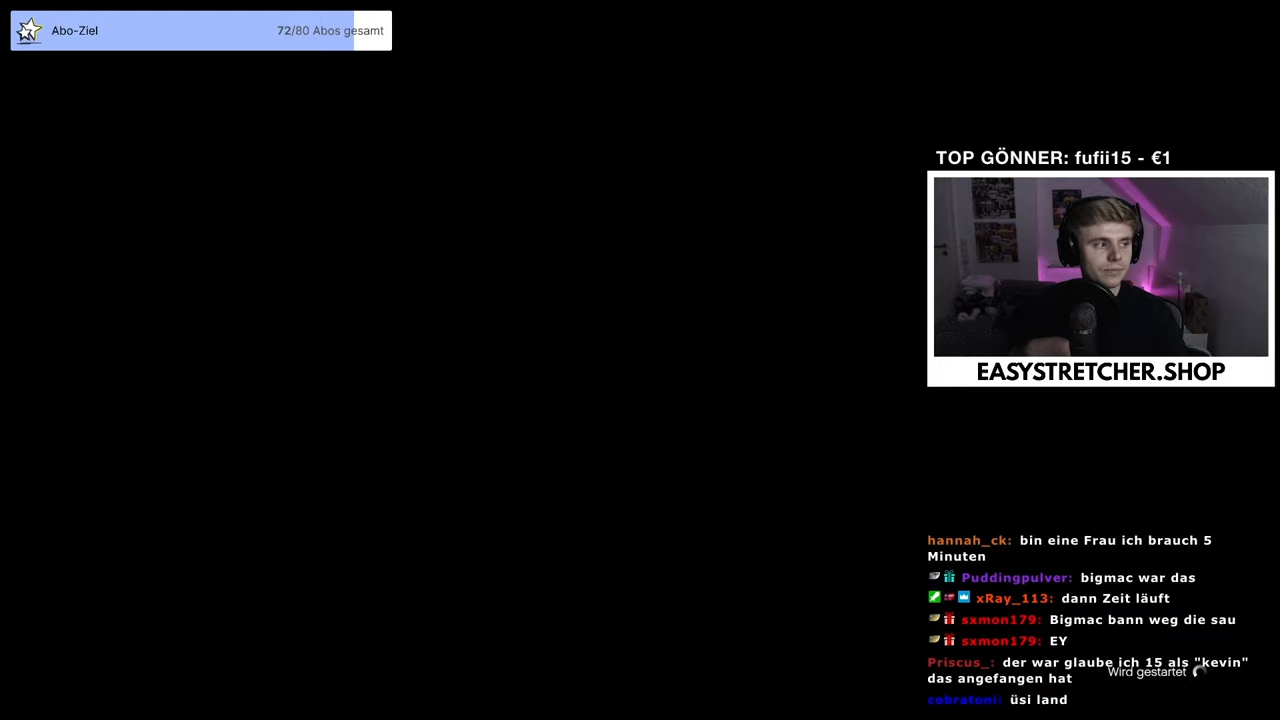 Abo-Ziel 72/80 Abos gesamt
TOP GÖNNER: fufii15 - €1
EASYSTRETCHER.SHOP
hannah_ck: bin eine Frau ich brauch 5
Minuten
Puddingpulver: bigmac war das
xRay_113: dann Zeit läuft
sxmon179: Bigmac bann weg die sau
sxmon179: EY
Priscus_: der war glaube ich 15 als "kevin"
das angefangen hat
Wird gestartet
cobratoni: üsi land